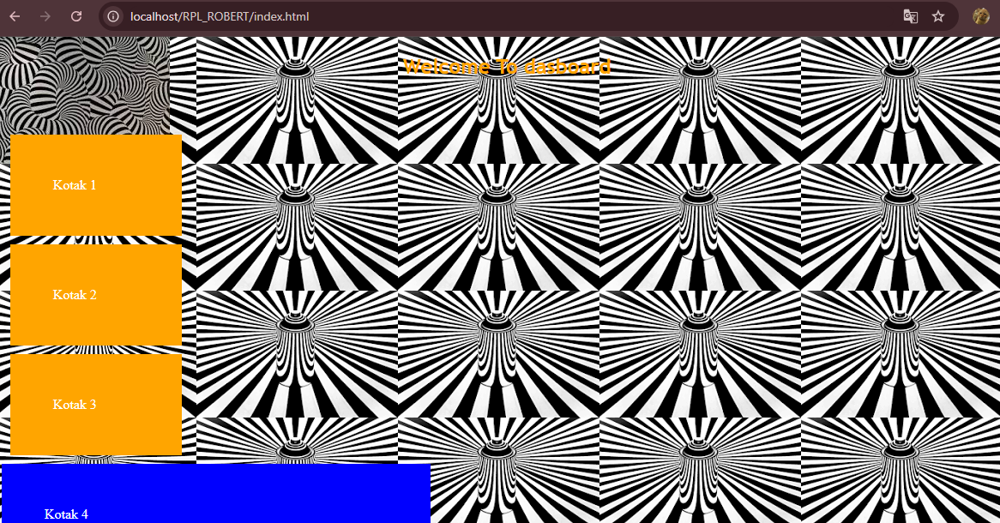 localhost/RPL_ROBERT/index.html
Welcome To dasboard
Kotak 1
Kotak 2
Kotak 3
Kotak 4